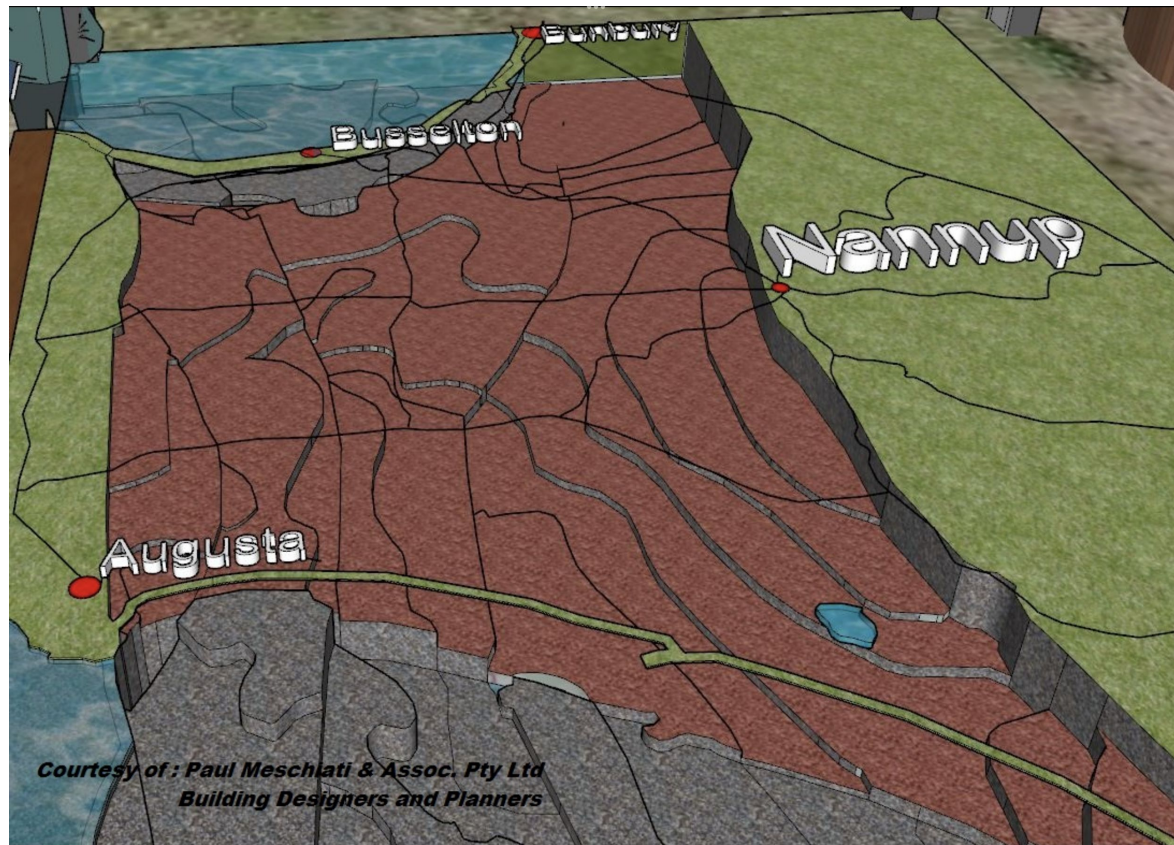 Bunbury
Busselton
Nannup
Augusta
Courtesy of : Paul Meschiati & Assoc. Pty Ltd
Building Designers and Planners